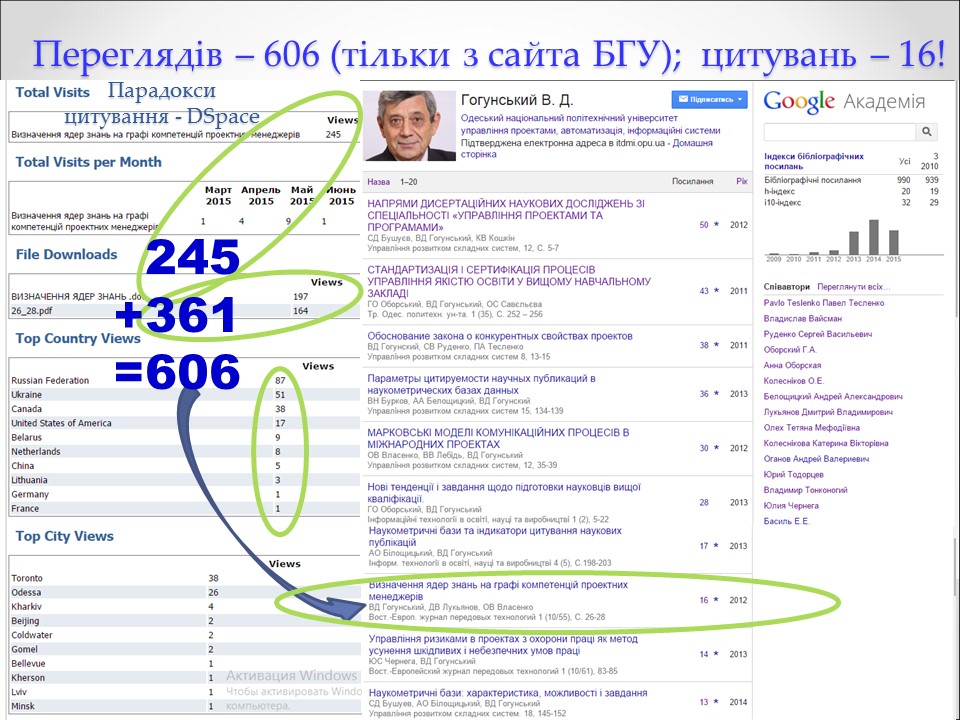 Переглядів – 606 (тільки з сайта БГУ); цитувань – 16!
Парадокси
цитування - DSpace
Total Visits
Views
Визначення ядер знань на графі компетенцій проектних менеджерів 245
Total Visits per Month
Март Апрель Май Июнь
2015 2015 2015 2015
Визначення ядер знань на графі
компетенцій проектних менеджерів 1 4 9 1
File Downloads
Views
ВИЗНАЧЕННЯ ЯДЕР ЗНАНЬ 197
26_28.pdf 164
245
+361
=606
Top Country Views
Views
Russian Federation 87
Ukraine 51
Canada 38
United States of America 17
Belarus 9
Netherlands 8
China 5
Lithuania 3
Germany 1
France 1
Top City Views
Views
Toronto 38
Odessa 26
Kharkiv 4
Beijing 2
Coldwater 2
Gomel 2
Bellevue 1
Kherson 1
Lviv 1
Minsk 1
Активация Windows
Чтобы активировать Windo
компьютера.
Гогунський В. Д.
Підписатись
Одеський національний політехнічний університет
управління проектами, автоматизація, інформаційні системи
Підтверджена електронна адреса в itdmi.opu.ua - Домашня
сторінка
Назва 1–20 Посилання Рік
НАПРЯМИ ДИСЕРТАЦІЙНИХ НАУКОВИХ ДОСЛІДЖЕНЬ ЗІ
СПЕЦІАЛЬНОСТІ «УПРАВЛІННЯ ПРОЕКТАМИ ТА
ПРОГРАМАМИ» 50 * 2012
СД Бушуєв, ВД Гогунський, КВ Кошкін
Управління розвитком складних систем, 12, С. 5-7
СТАНДАРТИЗАЦІЯ І СЕРТИФІКАЦІЯ ПРОЦЕСІВ
УПРАВЛІННЯ ЯКІСТЮ ОСВІТИ У ВИЩОМУ НАВЧАЛЬНОМУ
ЗАКЛАДІ 43 * 2011
ГО Оборський, ВД Гогунський, ОС Савєльєва
Тр. Одес. политехн. ун-та. 1 (35), С. 252 – 256
Обоснование закона о конкурентных свойствах проектов 38 * 2011
ВД Гогунский, СВ Руденко, ПА Тесленко
Управління розвитком складних систем 8, 13-15
Параметры цитируемости научных публикаций в
наукометрических базах данных 36 * 2013
ВН Бурков, АА Белощицкий, ВД Гогунский
Управління розвитком складних систем 15, 134-139
МАРКОВСЬКІ МОДЕЛІ КОМУНІКАЦІЙНИХ ПРОЦЕСІВ В
МІЖНАРОДНИХ ПРОЕКТАХ 30 * 2012
ОВ Власенко, ВВ Лебідь, ВД Гогунський
Управління розвитком складних систем, 12, 35-39
Нові тенденції і завдання щодо підготовки науковців вищої
кваліфікації. 28 2013
ГО Оборський, ВД Гогунський
Інформаційні технології в освіті, науці та виробництві 1 (2), 5-22
Наукометричні бази та індикатори цитування наукових
публікацій 17 * 2013
АО Білощицький, ВД Гогунський
Інформ. технології в освіті, науці та виробництві 4 (5), С.198-203
Визначення ядер знань на графі компетенцій проектних
менеджерів 16 * 2012
ВД Гогунський, ДВ Лукьянов, ОВ Власенко
Вост.-Европ. журнал передовых технологий 1 (10/55), С. 26-28
Управління ризиками в проектах з охорони праці як метод
усунення шкідливих і небезпечних умов праці 14 * 2013
ЮС Чернега, ВД Гогунський
Вост.-Европейский журнал передовых технологий 1 (10/61), 83-85
Наукометричні бази: характеристика, можливості і завдання 13 * 2014
СД Бушуев, АО Білощицький, ВД Гогунський
Управління розвитком складних систем. 18, 145-152
Google Академія
Індекси бібліографічних
посилань Усі З
2010
Бібліографічні посилання 990 939
h-індекс 20 19
i10-індекс 32 29
2009 2010 2011 2012 2013 2014 2015
Співавтори Переглянути всіх…
Pavlo Teslenko Павел Тесленко
Владислав Вайсман
Руденко Сергей Васильевич
Оборский Г.А.
Анна Оборская
Колесніков О.Е.
Белощицкий Андрей Александрович
Лукьянов Дмитрий Владимирович
Олех Тетяна Мефодіївна
Колеснікова Катерина Вікторівна
Оганов Андрей Валериевич
Юрий Тодорцев
Владимир Тонконогий
Юлия Чернега
Басиль Е.Е.